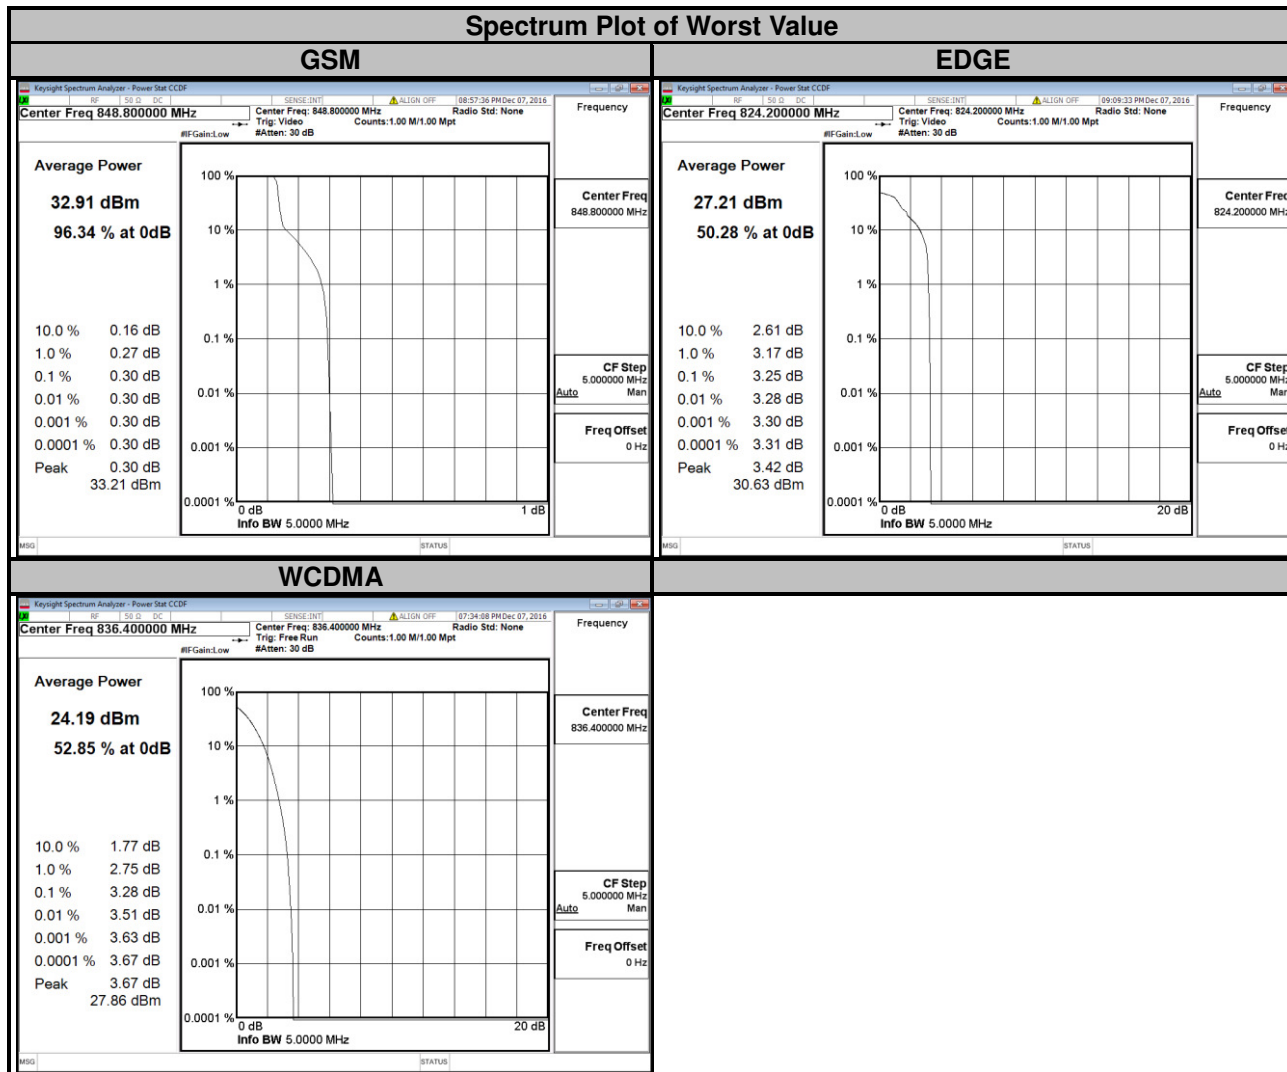 Spectrum Plot of Worst Value
GSM
Keysight Spectrum Analyzer - Power Stat CCDF
RF 50 Ω DC SENSE:INT ALIGN OFF 08:57:36 PM Dec 07, 2016
Center Freq 848.800000 MHz
Center Freq: 848.800000 MHz Radio Std: None
Trig: Video Counts:1.00 M/1.00 Mpt
#IFGain:Low #Atten: 30 dB
Frequency
Average Power
32.91 dBm
96.34 % at 0dB
10.0 % 0.16 dB
1.0 % 0.27 dB
0.1 % 0.30 dB
0.01 % 0.30 dB
0.001 % 0.30 dB
0.0001 % 0.30 dB
Peak 0.30 dB
33.21 dBm
100 %
10 %
1 %
0.1 %
0.01 %
0.001 %
0.0001 %
0 dB 1 dB
Info BW 5.0000 MHz
Center Freq
848.800000 MHz
CF Step
5.000000 MHz
Auto Man
Freq Offset
0 Hz
MSG STATUS
EDGE
Keysight Spectrum Analyzer - Power Stat CCDF
RF 50 Ω DC SENSE:INT ALIGN OFF 09:09:33 PM Dec 07, 2016
Center Freq 824.200000 MHz
Center Freq: 824.200000 MHz Radio Std: None
Trig: Video Counts:1.00 M/1.00 Mpt
#IFGain:Low #Atten: 30 dB
Frequency
Average Power
27.21 dBm
50.28 % at 0dB
10.0 % 2.61 dB
1.0 % 3.17 dB
0.1 % 3.25 dB
0.01 % 3.28 dB
0.001 % 3.30 dB
0.0001 % 3.31 dB
Peak 3.42 dB
30.63 dBm
100 %
10 %
1 %
0.1 %
0.01 %
0.001 %
0.0001 %
0 dB 20 dB
Info BW 5.0000 MHz
Center Freq
824.200000 MHz
CF Step
5.000000 MHz
Auto Man
Freq Offset
0 Hz
MSG STATUS
WCDMA
Keysight Spectrum Analyzer - Power Stat CCDF
RF 50 Ω DC SENSE:INT ALIGN OFF 07:34:08 PM Dec 07, 2016
Center Freq 836.400000 MHz
Center Freq: 836.400000 MHz Radio Std: None
Trig: Free Run Counts:1.00 M/1.00 Mpt
#IFGain:Low #Atten: 30 dB
Frequency
Average Power
24.19 dBm
52.85 % at 0dB
10.0 % 1.77 dB
1.0 % 2.75 dB
0.1 % 3.28 dB
0.01 % 3.51 dB
0.001 % 3.63 dB
0.0001 % 3.67 dB
Peak 3.67 dB
27.86 dBm
100 %
10 %
1 %
0.1 %
0.01 %
0.001 %
0.0001 %
0 dB 20 dB
Info BW 5.0000 MHz
Center Freq
836.400000 MHz
CF Step
5.000000 MHz
Auto Man
Freq Offset
0 Hz
MSG STATUS